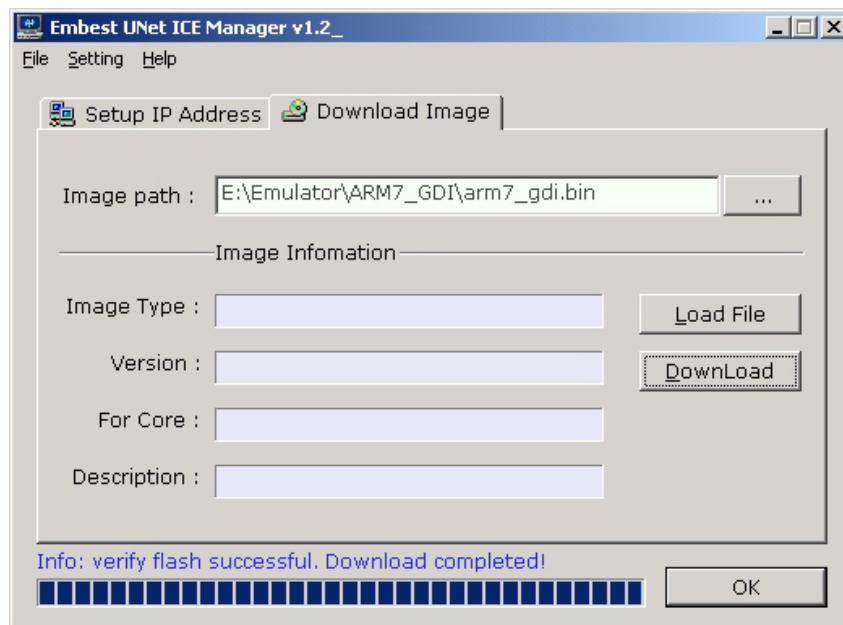 Embest UNet ICE Manager v1.2_
File Setting Help
Setup IP Address Download Image
Image path : E:\Emulator\ARM7_GDI\arm7_gdi.bin ...
Image Infomation
Image Type :
Load File
Version :
DownLoad
For Core :
Description :
Info: verify flash successful. Download completed!
OK